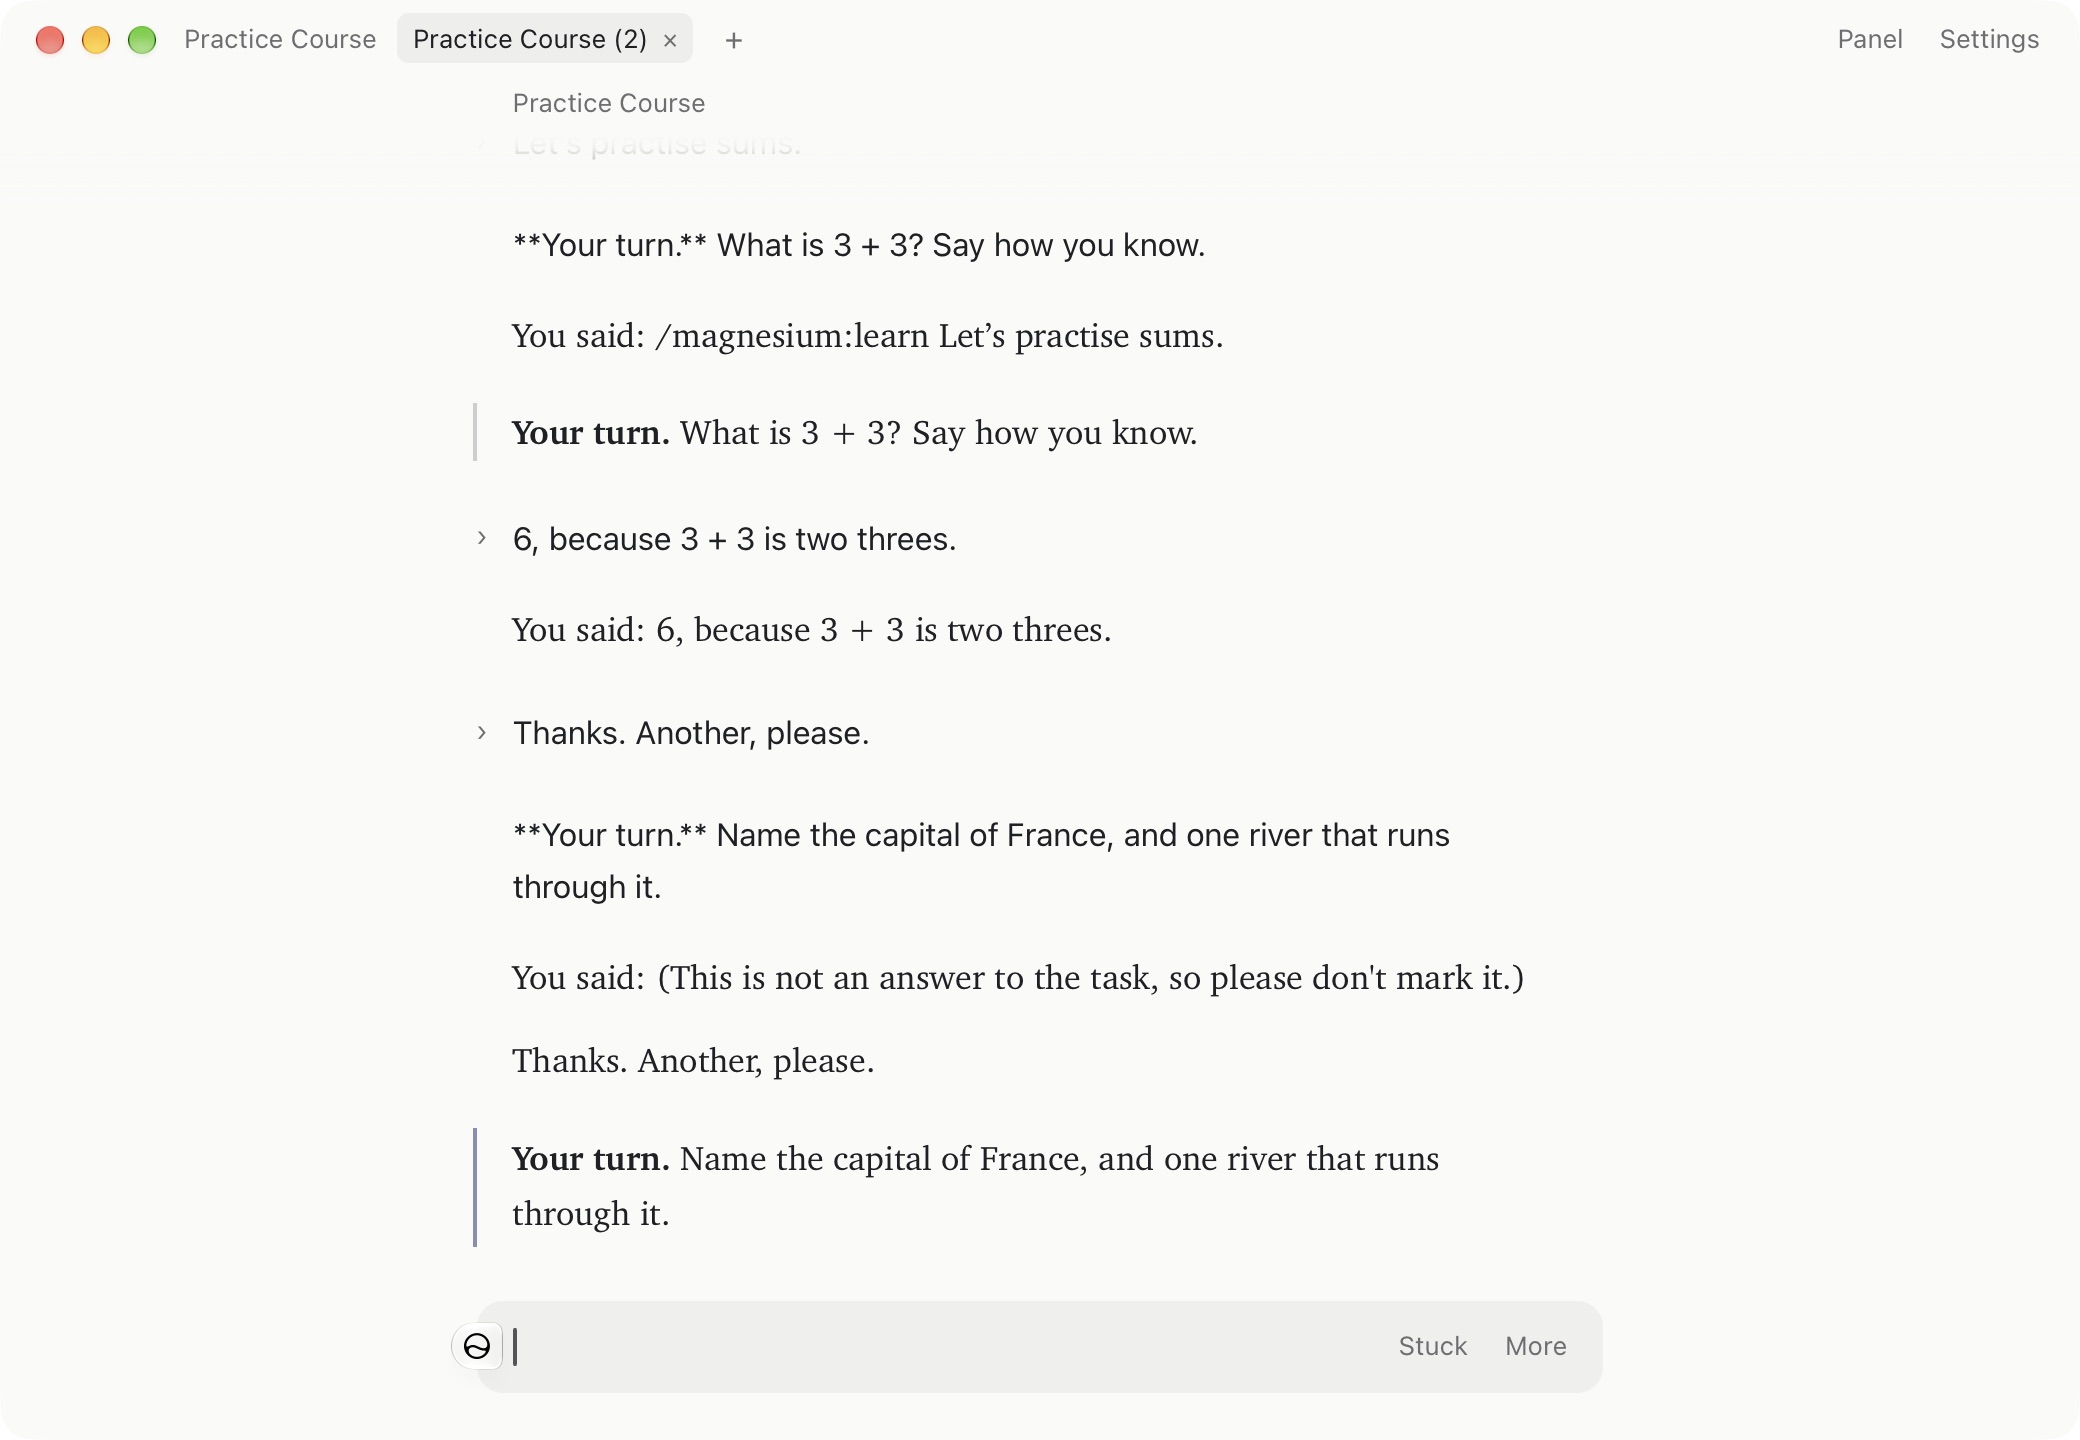 Practice Course
Practice Course (2) ×
+
Panel
Settings
Practice Course
Let's practise sums.
**Your turn.** What is 3 + 3? Say how you know.
You said: /magnesium:learn Let’s practise sums.
Your turn. What is 3 + 3? Say how you know.
› 6, because 3 + 3 is two threes.
You said: 6, because 3 + 3 is two threes.
› Thanks. Another, please.
**Your turn.** Name the capital of France, and one river that runs
through it.
You said: (This is not an answer to the task, so please don't mark it.)
Thanks. Another, please.
Your turn. Name the capital of France, and one river that runs
through it.
Stuck
More